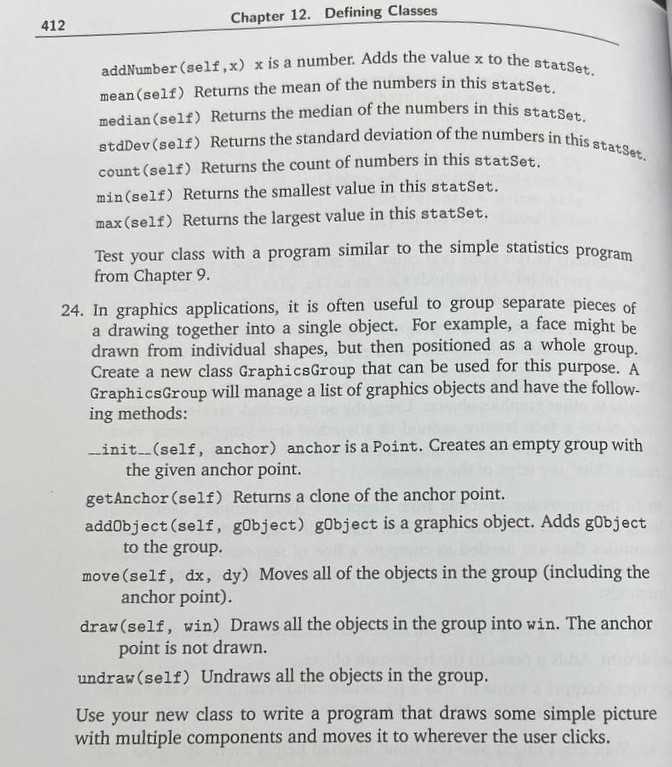 412
Chapter 12. Defining Classes
addNumber(self,x) x is a number. Adds the value x to the statSet.
mean(self) Returns the mean of the numbers in this statSet.
median(self) Returns the median of the numbers in this statSet.
stdDev(self) Returns the standard deviation of the numbers in this statSet.
count(self) Returns the count of numbers in this statSet.
min(self) Returns the smallest value in this statSet.
max(self) Returns the largest value in this statSet.
Test your class with a program similar to the simple statistics program
from Chapter 9.
24. In graphics applications, it is often useful to group separate pieces of
a drawing together into a single object. For example, a face might be
drawn from individual shapes, but then positioned as a whole group.
Create a new class GraphicsGroup that can be used for this purpose. A
GraphicsGroup will manage a list of graphics objects and have the follow-
ing methods:
__init__(self, anchor) anchor is a Point. Creates an empty group with
the given anchor point.
getAnchor(self) Returns a clone of the anchor point.
addObject(self, gObject) gObject is a graphics object. Adds gObject
to the group.
move(self, dx, dy) Moves all of the objects in the group (including the
anchor point).
draw(self, win) Draws all the objects in the group into win. The anchor
point is not drawn.
undraw(self) Undraws all the objects in the group.
Use your new class to write a program that draws some simple picture
with multiple components and moves it to wherever the user clicks.